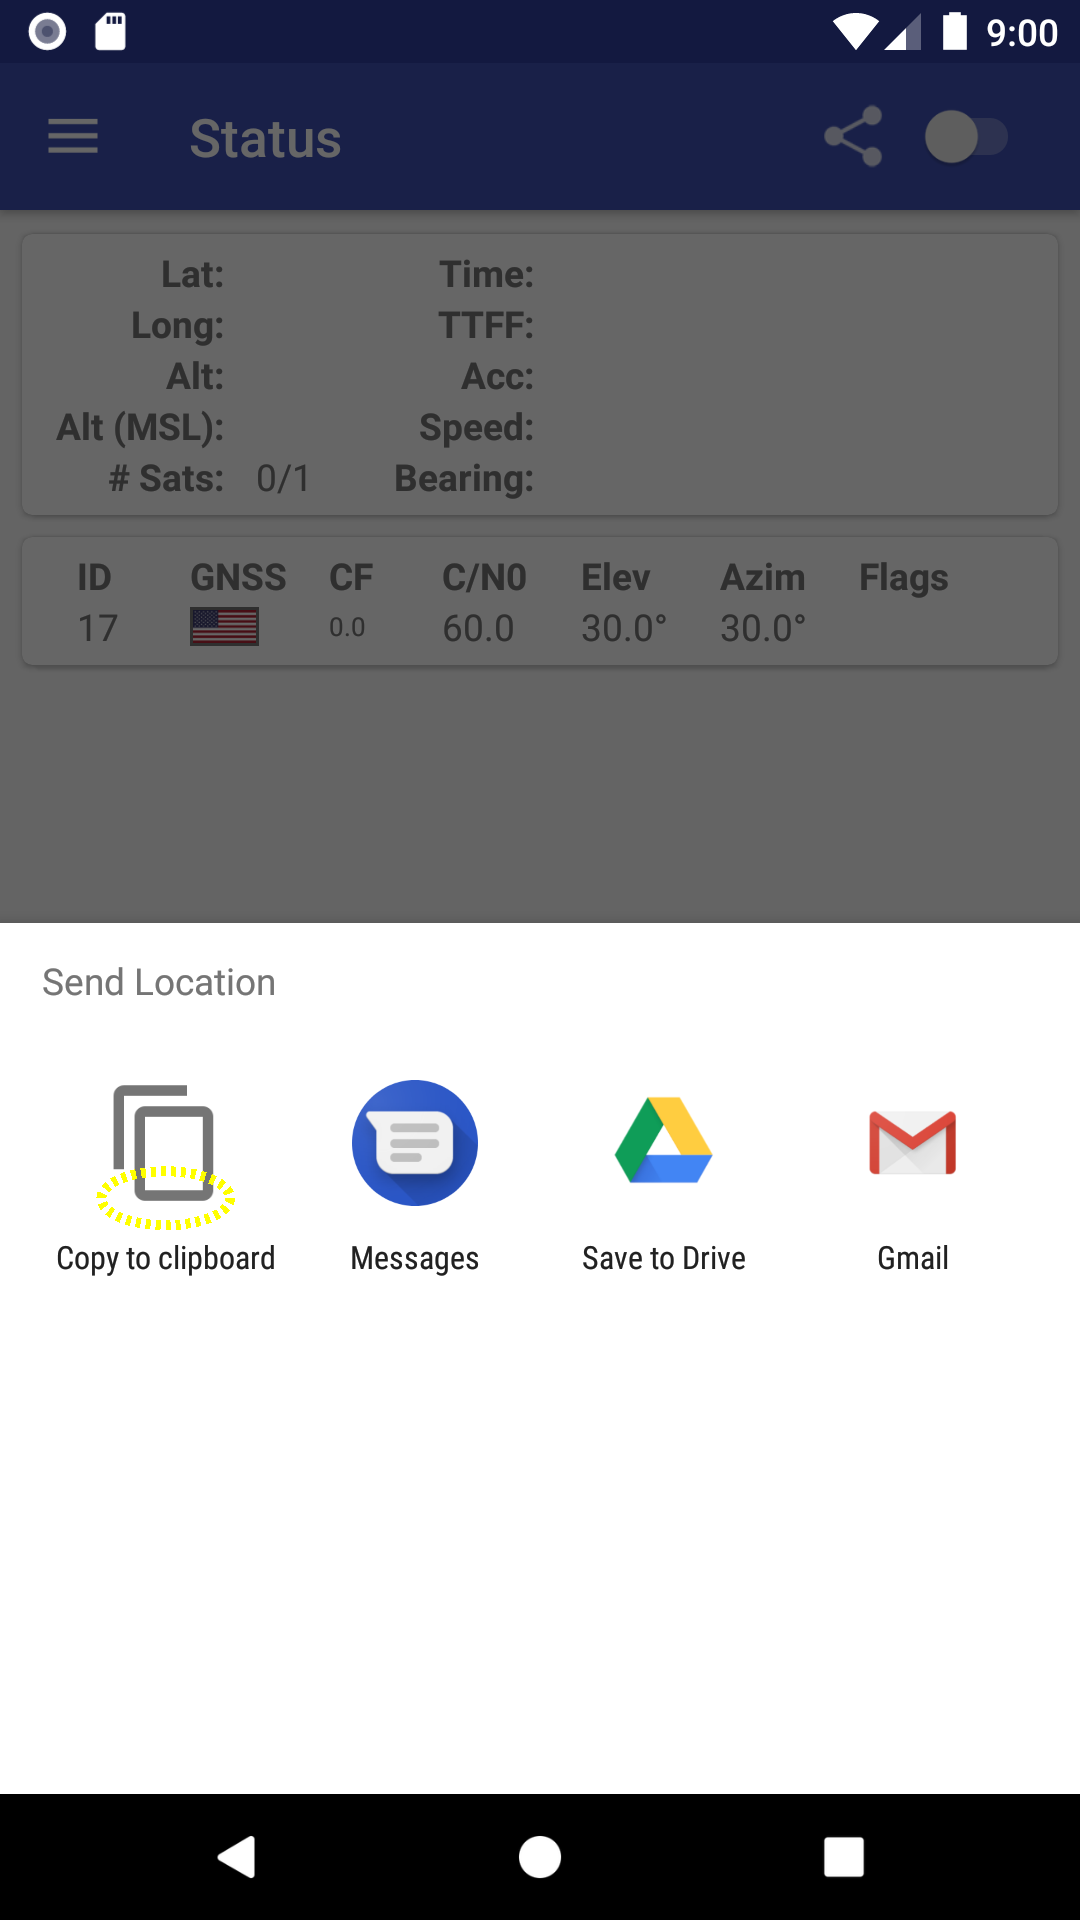 9:00
Status
Lat: Time:
Long: TTFF:
Alt: Acc:
Alt (MSL): Speed:
# Sats: 0/1 Bearing:
ID GNSS CF C/N0 Elev Azim Flags
17 0.0 60.0 30.0° 30.0°
Send Location
Copy to clipboard Messages Save to Drive Gmail